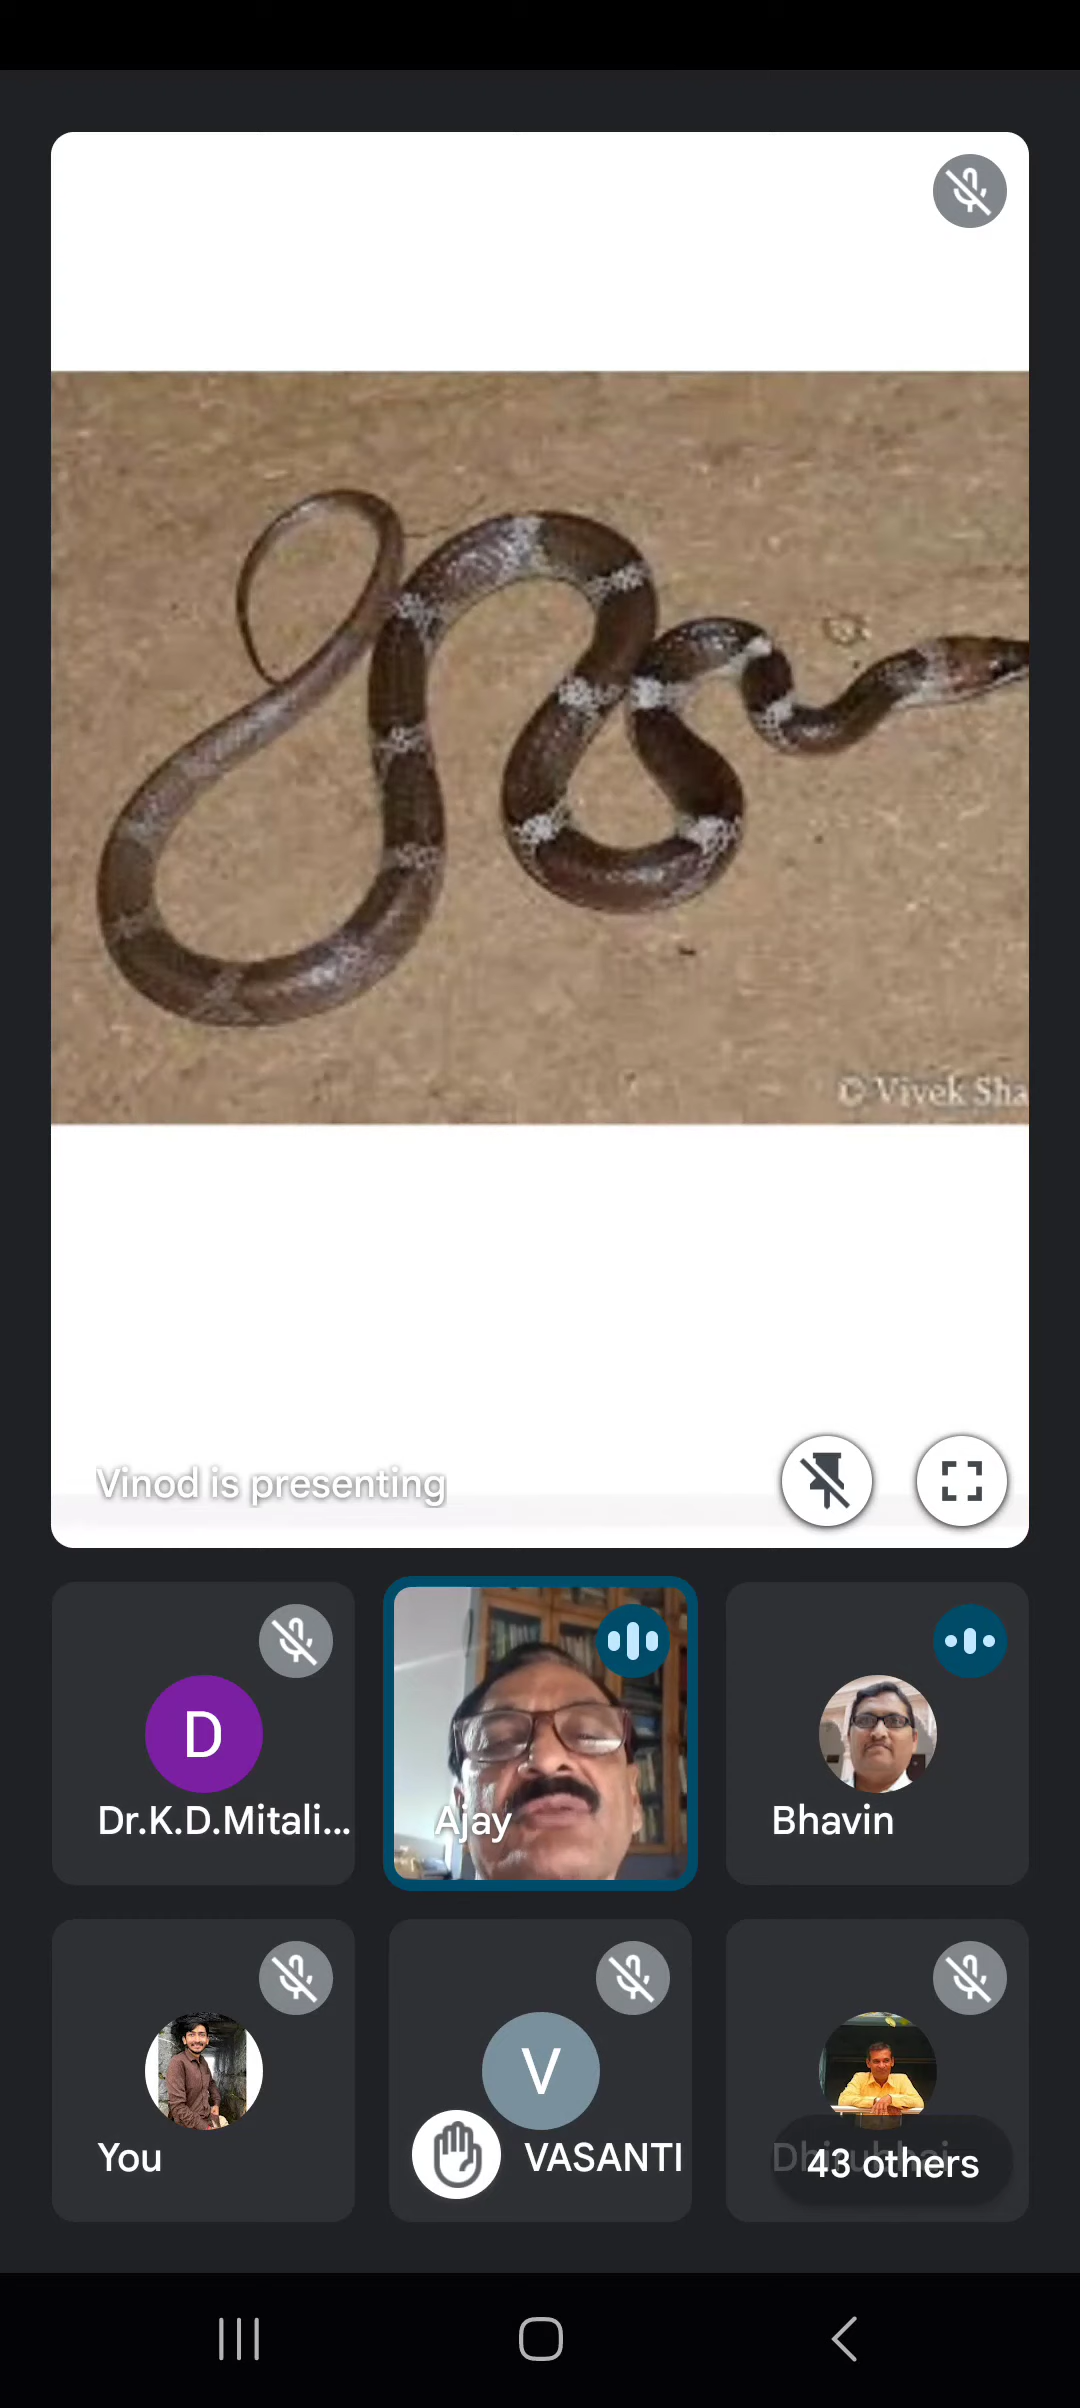 © Vivek Sha
Vinod is presenting
D
Dr.K.D.Mitali...
Ajay
Bhavin
You
V
VASANTI
43 others